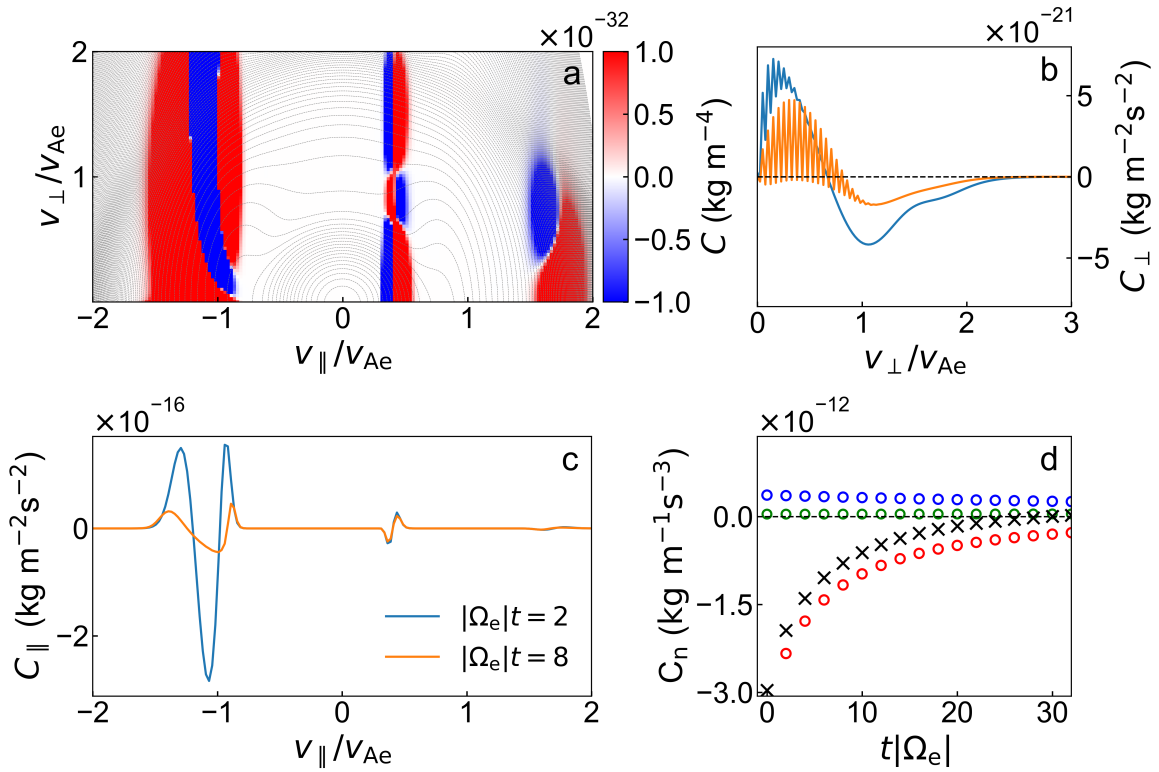 ×10⁻³² ×10⁻²¹
a
v⊥/vAe
2
1
0
−2 −1 0 1 2
v∥/vAe
1.0
0.5
0.0
−0.5
−1.0
C (kg m⁻⁴)
b
5
0
−5
C⊥ (kg m⁻²s⁻²)
0 1 2 3
v⊥/vAe
×10⁻¹⁶
c
0
−2
C∥ (kg m⁻²s⁻²)
|Ωe|t = 2
|Ωe|t = 8
−2 −1 0 1 2
v∥/vAe
×10⁻¹²
d
0.0
−1.5
−3.0
Cn (kg m⁻¹s⁻³)
0 10 20 30
t|Ωe|